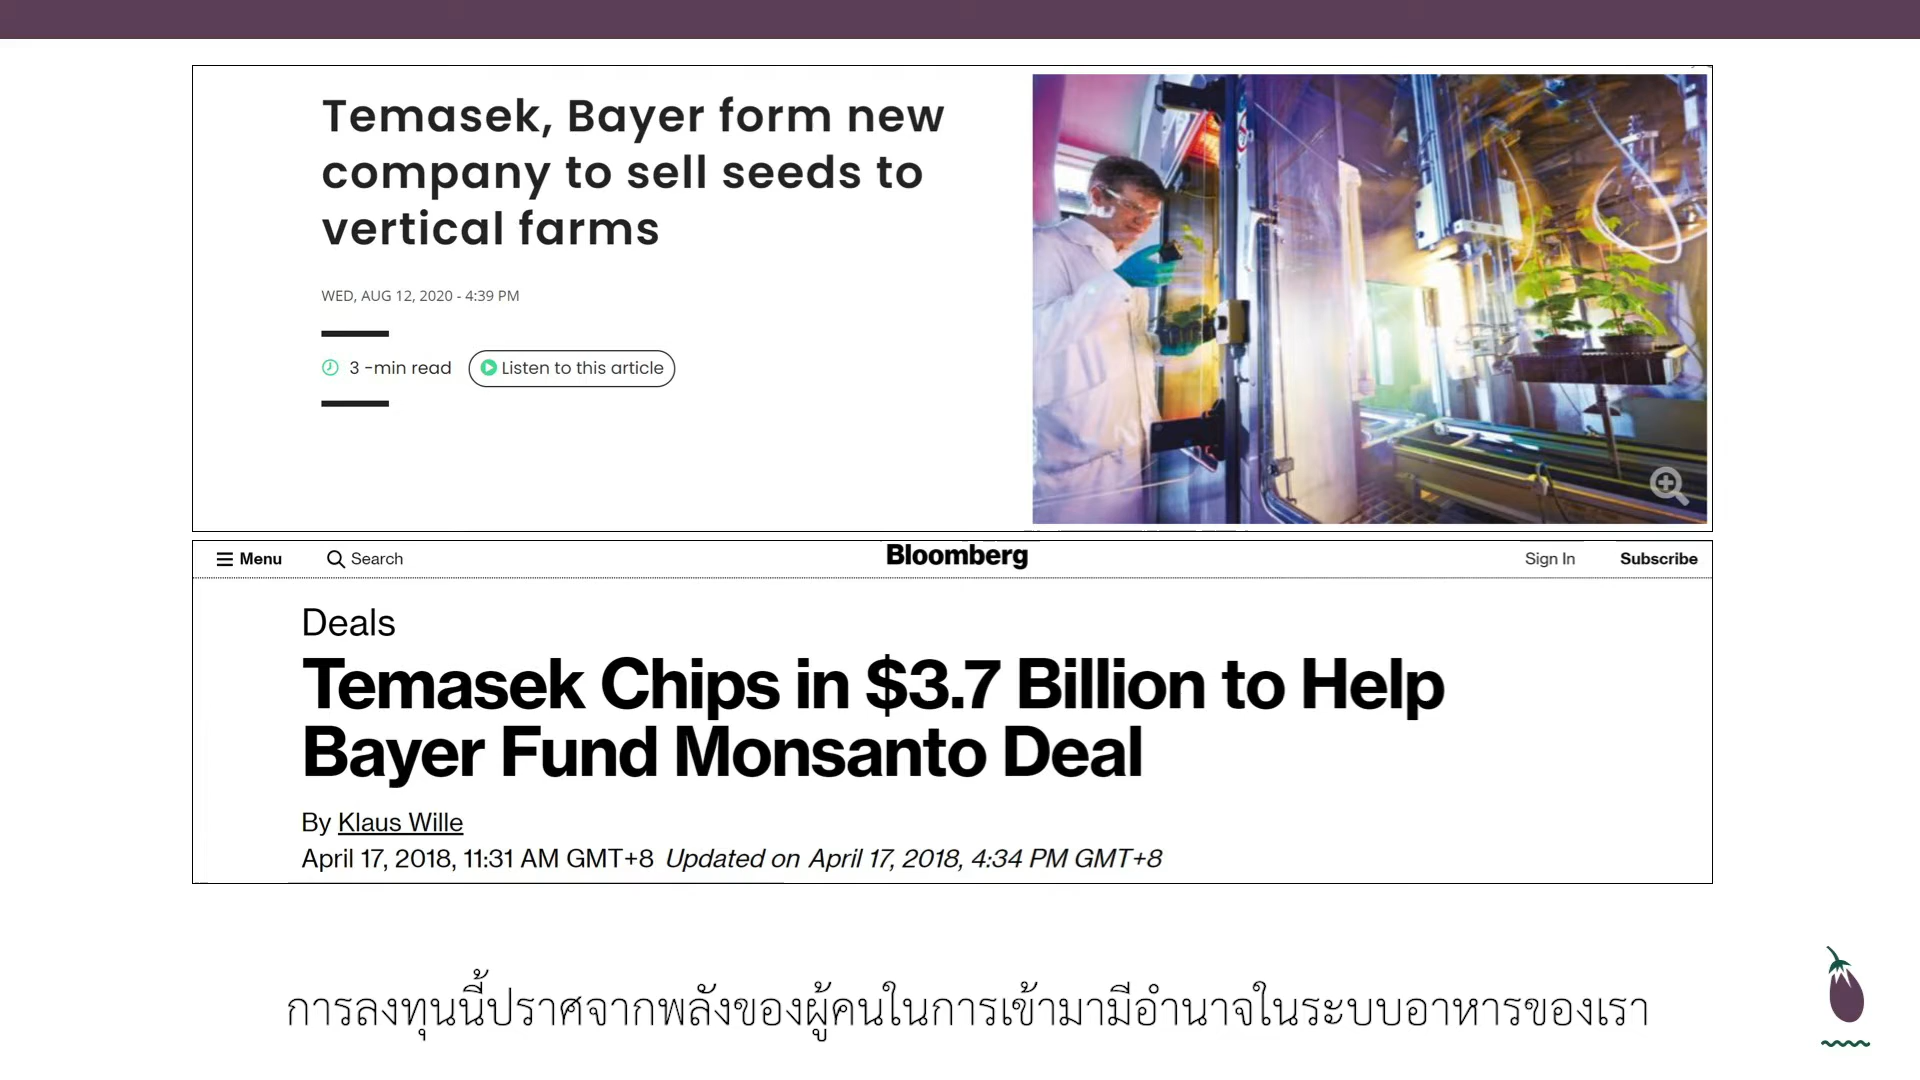 Temasek, Bayer form new
company to sell seeds to
vertical farms
WED, AUG 12, 2020 - 4:39 PM
3 -min read
Listen to this article
Menu
Search
Bloomberg
Sign In
Subscribe
Deals
Temasek Chips in $3.7 Billion to Help
Bayer Fund Monsanto Deal
By Klaus Wille
April 17, 2018, 11:31 AM GMT+8 Updated on April 17, 2018, 4:34 PM GMT+8
การลงทุนนี้ปราศจากพลังของผู้คนในการเข้ามามีอำนาจในระบบอาหารของเรา